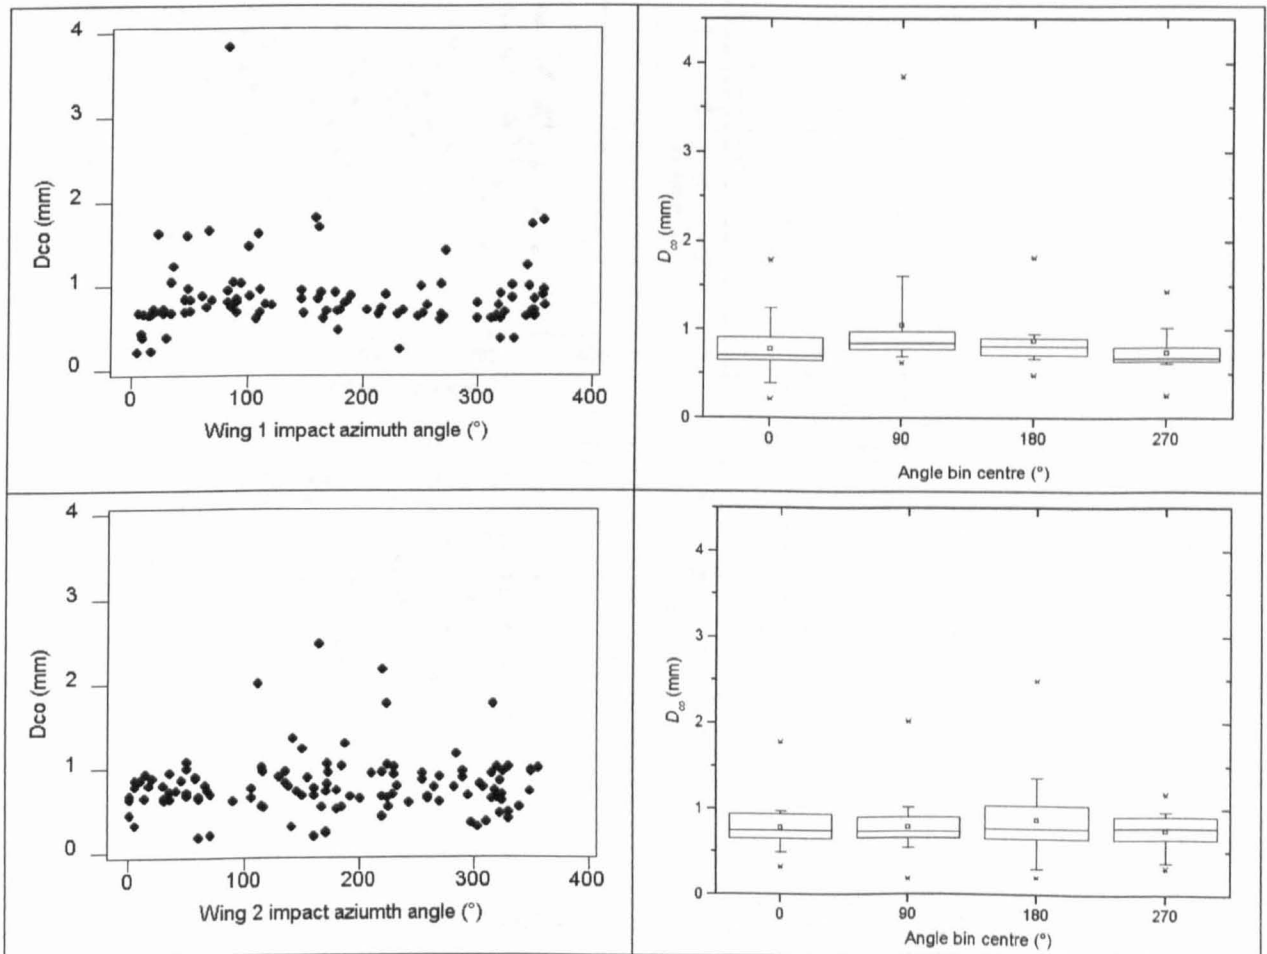 4
3
2
1
0
Dco (mm)
0 100 200 300 400
Wing 1 impact azimuth angle (°)
4
3
2
1
0
D∞ (mm)
0 90 180 270
Angle bin centre (°)
4
3
2
1
0
Dco (mm)
0 100 200 300 400
Wing 2 impact aziumth angle (°)
4
3
2
1
0
D∞ (mm)
0 90 180 270
Angle bin centre (°)